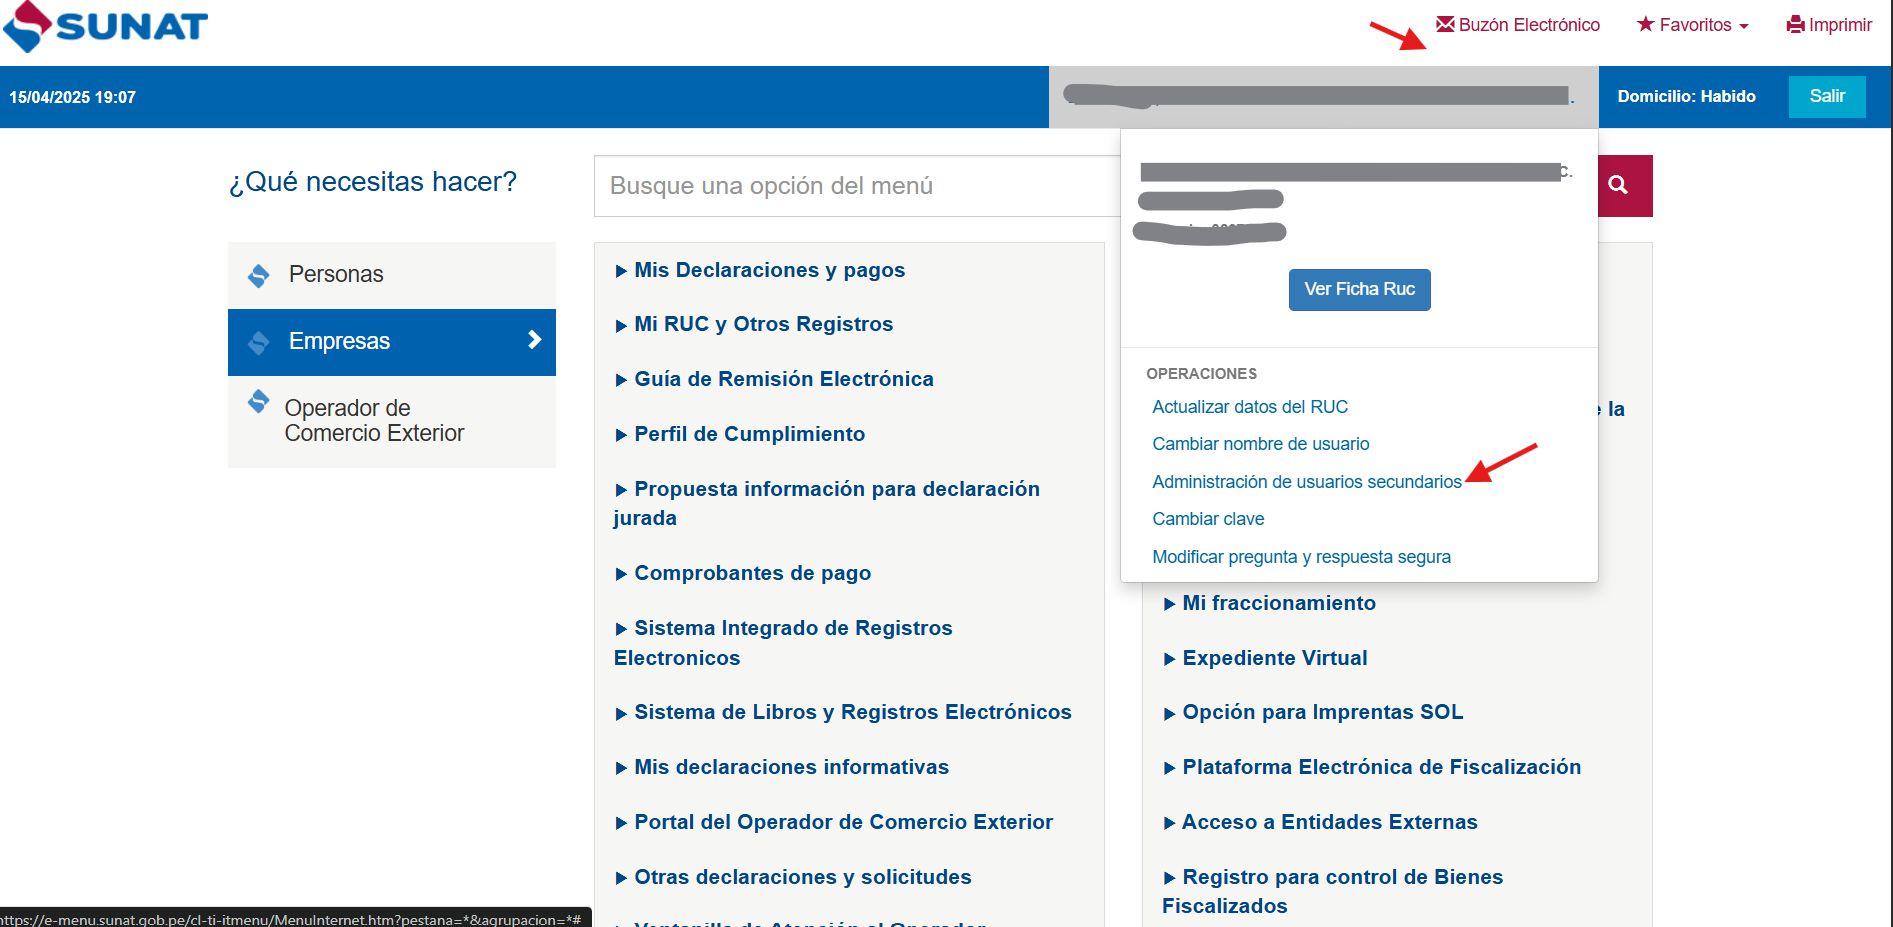 SUNAT
Buzón Electrónico
Favoritos
Imprimir
15/04/2025 19:07
Domicilio: Habido
Salir
¿Qué necesitas hacer?
Busque una opción del menú
Personas
Empresas
Operador de
Comercio Exterior
Mis Declaraciones y pagos
Mi RUC y Otros Registros
Guía de Remisión Electrónica
Perfil de Cumplimiento
Propuesta información para declaración
jurada
Comprobantes de pago
Sistema Integrado de Registros
Electronicos
Sistema de Libros y Registros Electrónicos
Mis declaraciones informativas
Portal del Operador de Comercio Exterior
Otras declaraciones y solicitudes
Ventanilla de Atención al Operador
C.
Ver Ficha Ruc
OPERACIONES
Actualizar datos del RUC
Cambiar nombre de usuario
Administración de usuarios secundarios
Cambiar clave
Modificar pregunta y respuesta segura
la
Mi fraccionamiento
Expediente Virtual
Opción para Imprentas SOL
Plataforma Electrónica de Fiscalización
Acceso a Entidades Externas
Registro para control de Bienes
Fiscalizados
https://e-menu.sunat.gob.pe/cl-ti-itmenu/MenuInternet.htm?pestana=*&agrupacion=*#